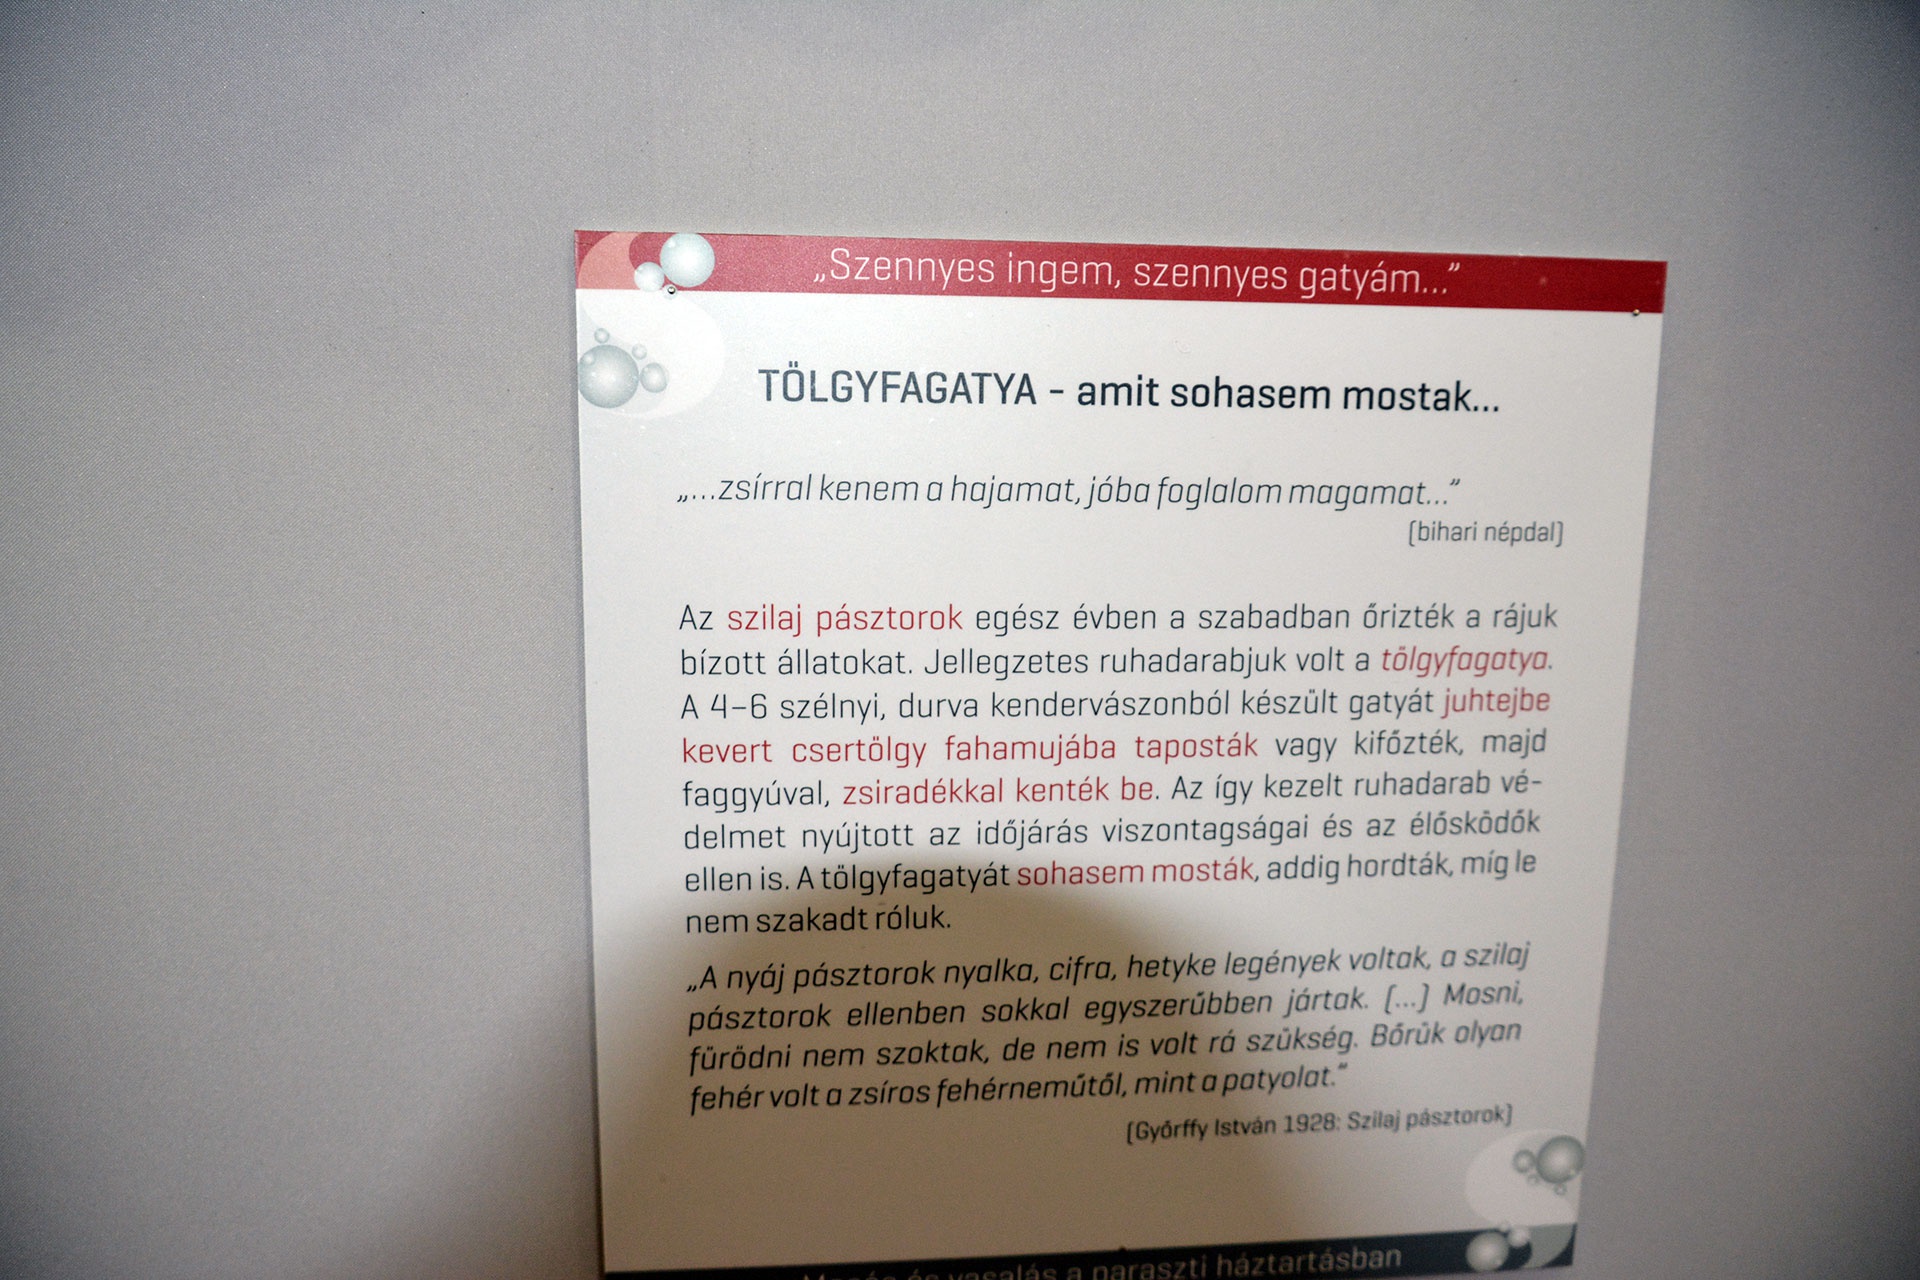 „Szennyes ingem, szennyes gatyám...”
TÖLGYFAGATYA - amit sohasem mostak...
„...zsírral kenem a hajamat, jóba foglalom magamat...”
(bihari népdal)
Az szilaj pásztorok egész évben a szabadban őrizték a rájuk
bízott állatokat. Jellegzetes ruhadarabjuk volt a tölgyfagatya.
A 4–6 szélnyi, durva kendervászonból készült gatyát juhtejbe
kevert csertölgy fahamujába taposták vagy kifőzték, majd
faggyúval, zsiradékkal kenték be. Az így kezelt ruhadarab vé-
delmet nyújtott az időjárás viszontagságai és az élősködők
ellen is. A tölgyfagatyát sohasem mosták, addig hordták, míg le
nem szakadt róluk.
„A nyáj pásztorok nyalka, cifra, hetyke legények voltak, a szilaj
pásztorok ellenben sokkal egyszerűbben jártak. (...) Mosni,
fürödni nem szoktak, de nem is volt rá szükség. Bőrük olyan
fehér volt a zsíros fehérneműtől, mint a patyolat.”
(Győrffy István 1928: Szilaj pásztorok)
Mosás és vasalás a paraszti háztartásban